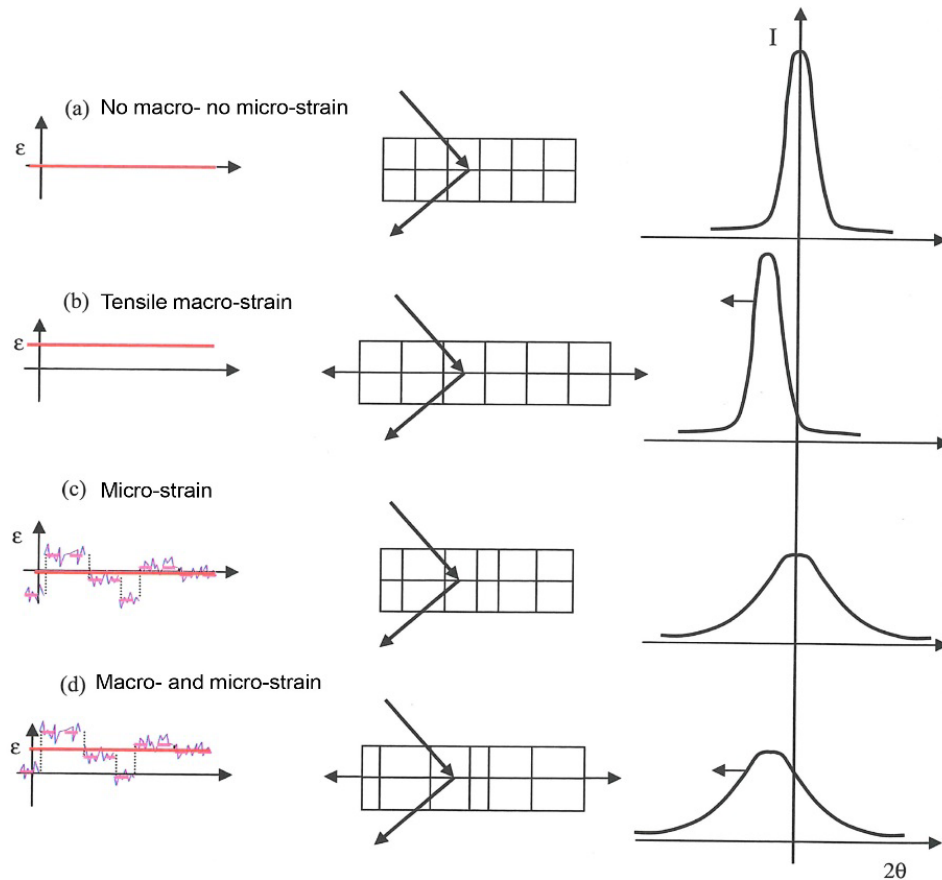 I
(a) No macro- no micro-strain
ε
(b) Tensile macro-strain
ε
(c) Micro-strain
ε
(d) Macro- and micro-strain
ε
2θ